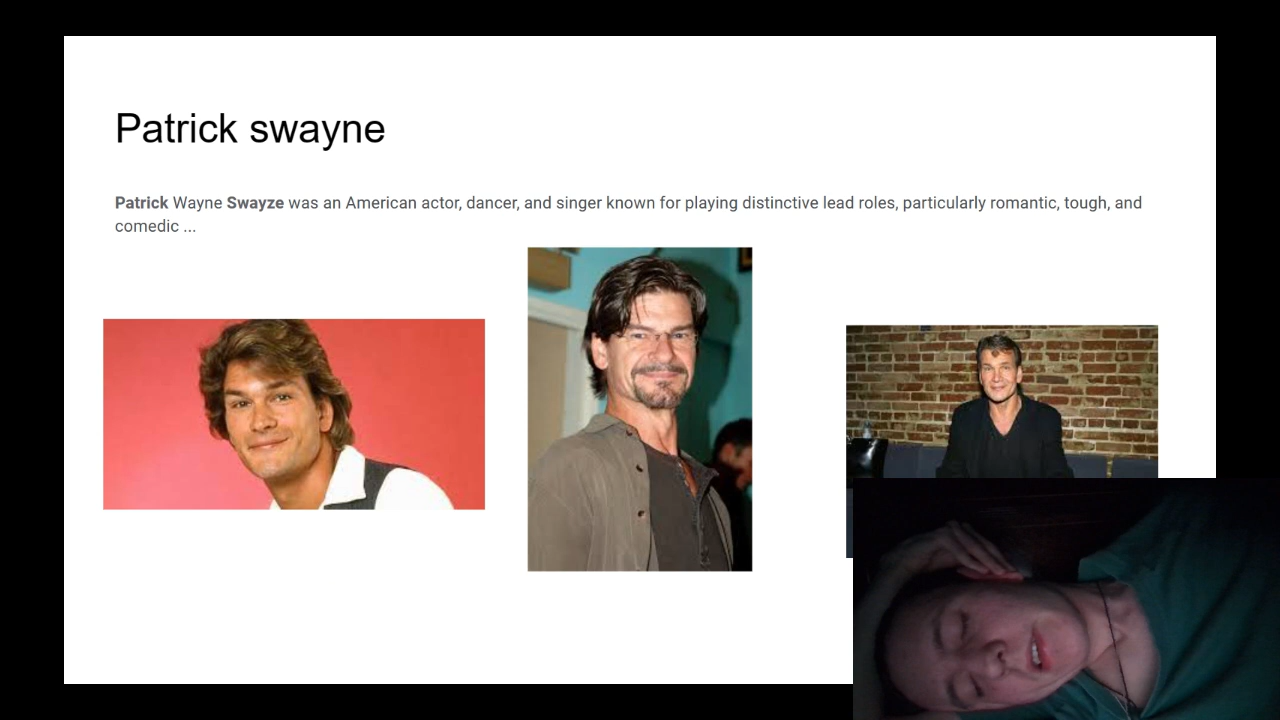 Patrick swayne
Patrick Wayne Swayze was an American actor, dancer, and singer known for playing distinctive lead roles, particularly romantic, tough, and
comedic ...